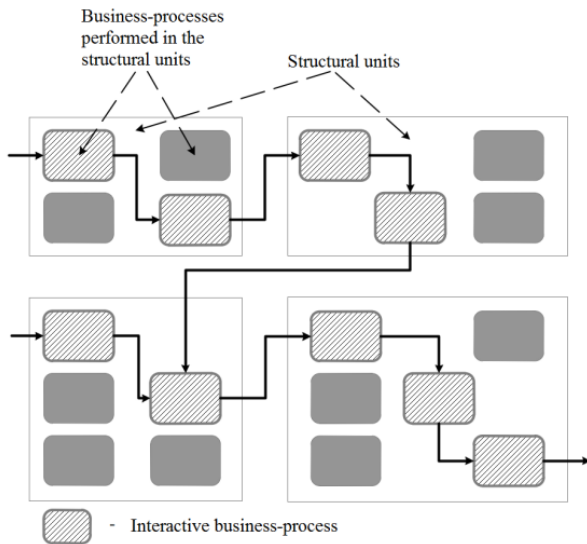 Business-processes
performed in the
structural units
Structural units
- Interactive business-process